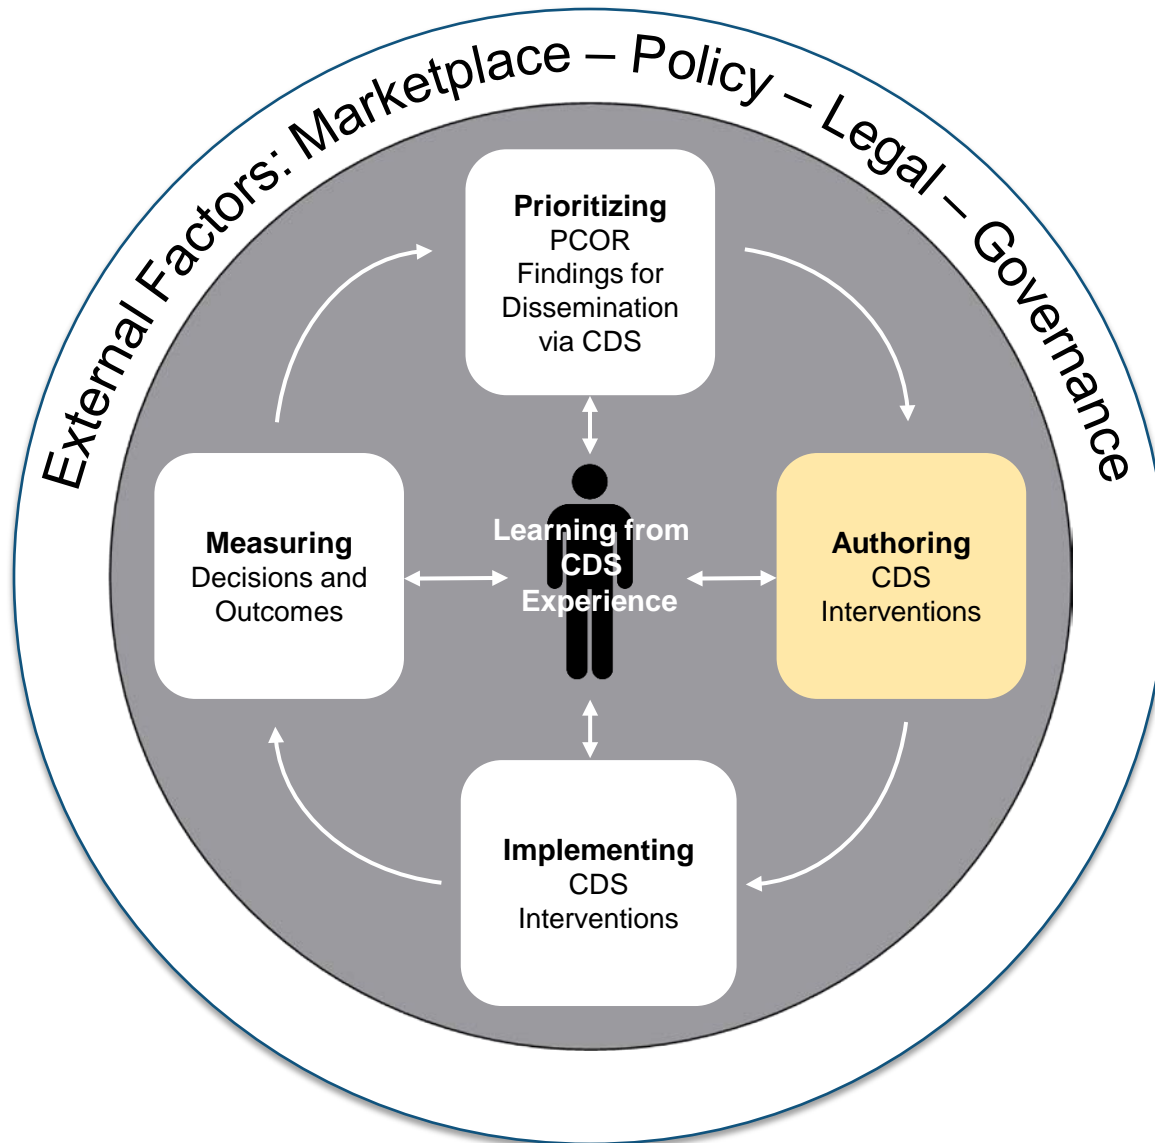 External Factors: Marketplace – Policy – Legal – Governance
Prioritizing
PCOR
Findings for
Dissemination
via CDS
Measuring
Decisions and
Outcomes
Learning from
CDS
Experience
Authoring
CDS
Interventions
Implementing
CDS
Interventions